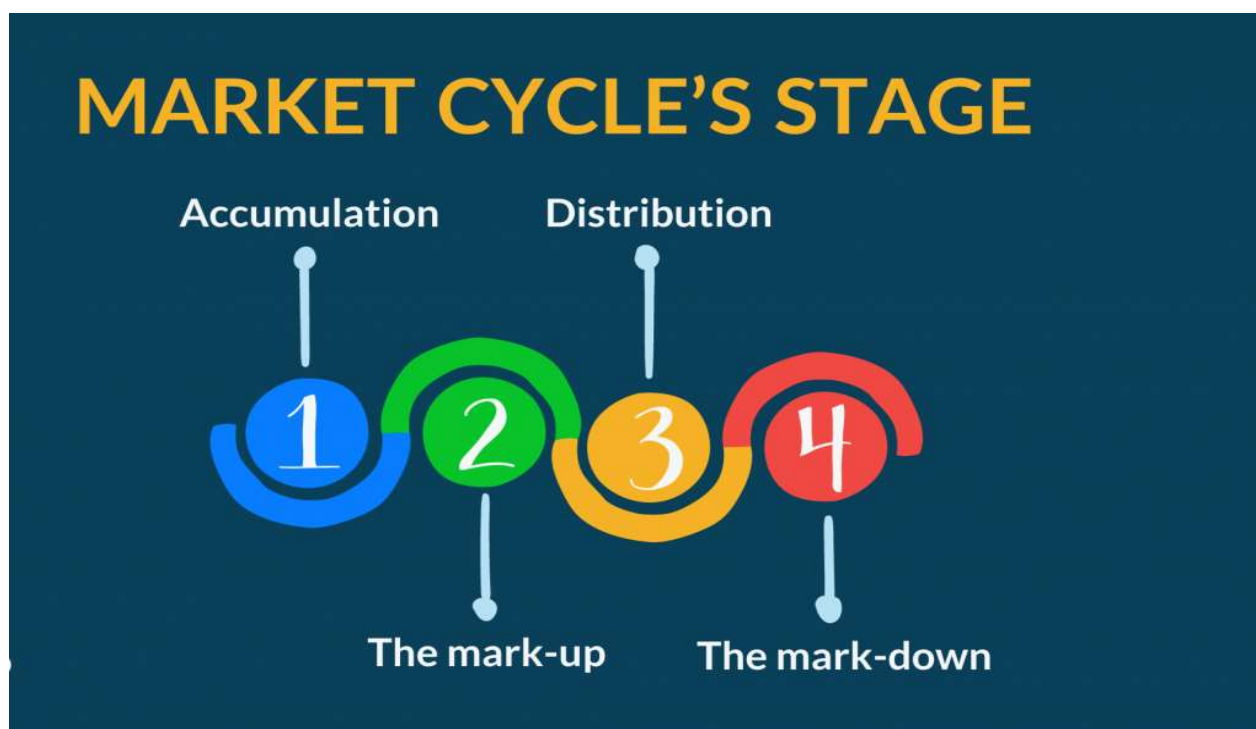 MARKET CYCLE’S STAGE
Accumulation
Distribution
1
2
3
4
The mark-up
The mark-down